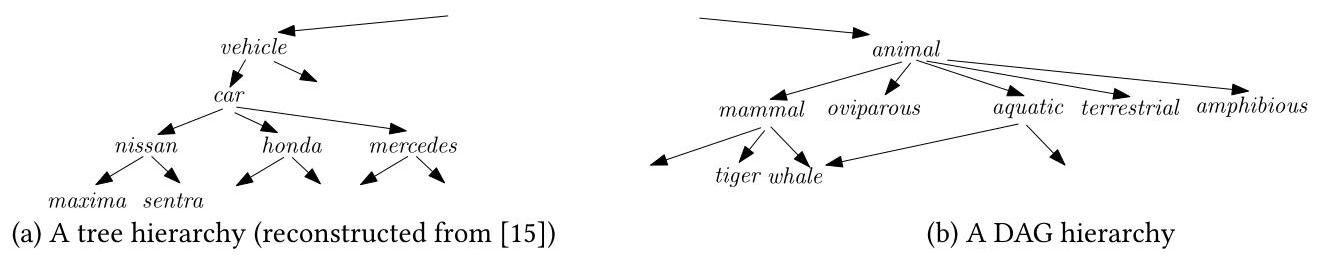 vehicle
car
nissan honda mercedes
maxima sentra
(a) A tree hierarchy (reconstructed from [15])
animal
mammal oviparous aquatic terrestrial amphibious
tiger whale
(b) A DAG hierarchy